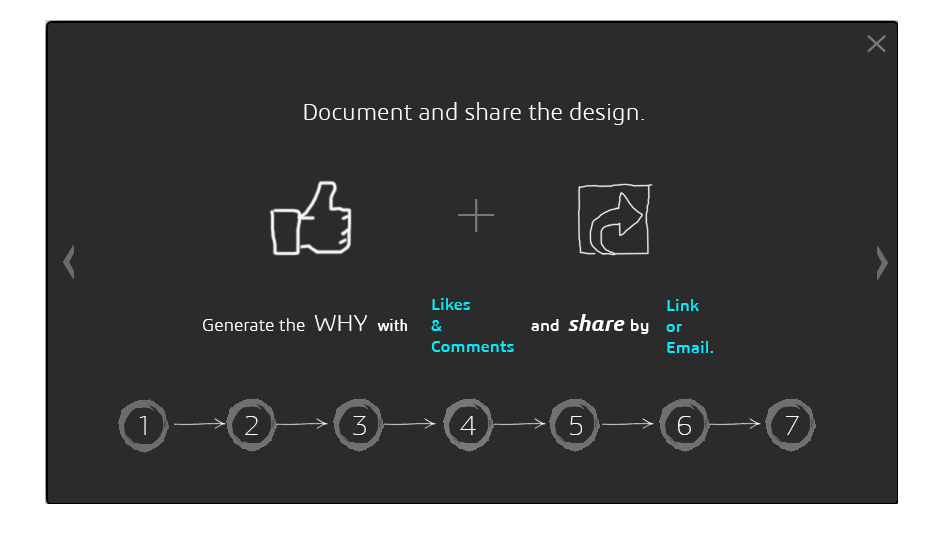 Document and share the design.
Likes
Link
Generate the WHY with & and share by or
Comments
Email.
1 2 3 4 5 6 7